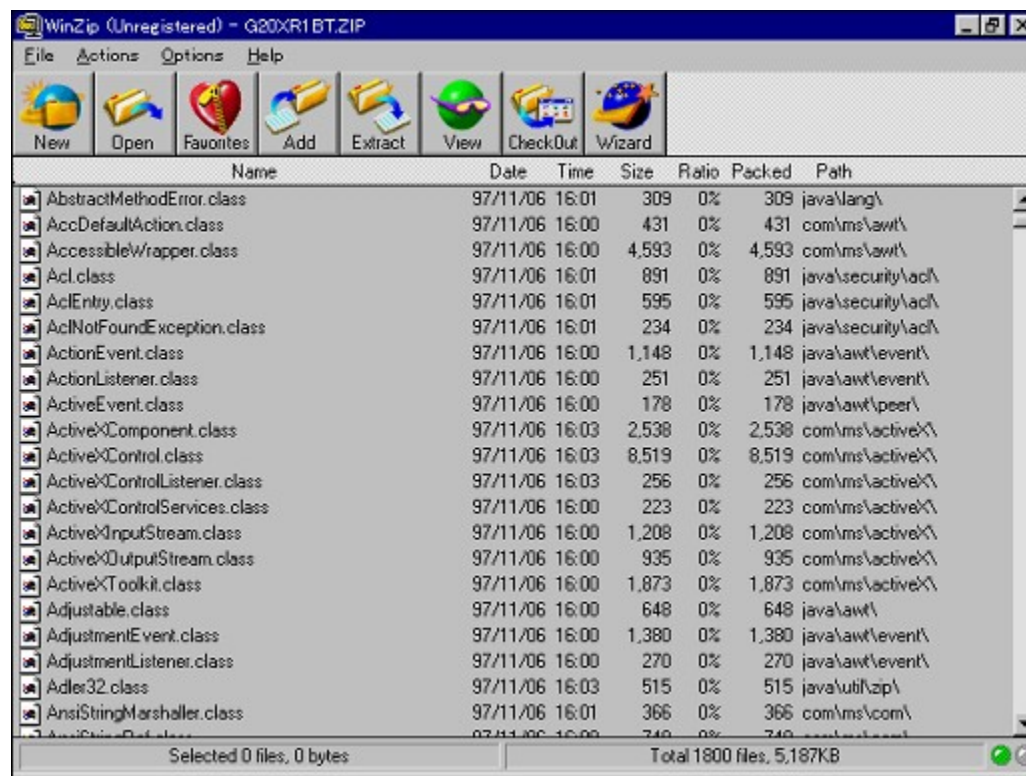 WinZip (Unregistered) - G20XR1BT.ZIP
File Actions Options Help
New Open Favorites Add Extract View CheckOut Wizard
Name Date Time Size Ratio Packed Path
AbstractMethodError.class 97/11/06 16:01 309 0% 309 java\lang\
AccDefaultAction.class 97/11/06 16:00 431 0% 431 com\ms\awt\
AccessibleWrapper.class 97/11/06 16:00 4,593 0% 4,593 com\ms\awt\
Acl.class 97/11/06 16:01 891 0% 891 java\security\acl\
AclEntry.class 97/11/06 16:01 595 0% 595 java\security\acl\
AclNotFoundException.class 97/11/06 16:01 234 0% 234 java\security\acl\
ActionEvent.class 97/11/06 16:00 1,148 0% 1,148 java\awt\event\
ActionListener.class 97/11/06 16:00 251 0% 251 java\awt\event\
ActiveEvent.class 97/11/06 16:00 178 0% 178 java\awt\peer\
ActiveXComponent.class 97/11/06 16:03 2,538 0% 2,538 com\ms\activeX\
ActiveXControl.class 97/11/06 16:03 8,519 0% 8,519 com\ms\activeX\
ActiveXControlListener.class 97/11/06 16:03 256 0% 256 com\ms\activeX\
ActiveXControlServices.class 97/11/06 16:00 223 0% 223 com\ms\activeX\
ActiveXInputStream.class 97/11/06 16:00 1,208 0% 1,208 com\ms\activeX\
ActiveXOutputStream.class 97/11/06 16:00 935 0% 935 com\ms\activeX\
ActiveXToolkit.class 97/11/06 16:00 1,873 0% 1,873 com\ms\activeX\
Adjustable.class 97/11/06 16:00 648 0% 648 java\awt\
AdjustmentEvent.class 97/11/06 16:00 1,380 0% 1,380 java\awt\event\
AdjustmentListener.class 97/11/06 16:00 270 0% 270 java\awt\event\
Adler32.class 97/11/06 16:03 515 0% 515 java\util\zip\
AnsiStringMarshaller.class 97/11/06 16:01 366 0% 366 com\ms\com\
Selected 0 files, 0 bytes Total 1800 files, 5,187KB